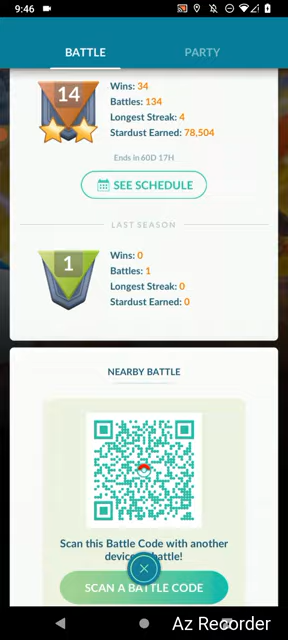 9:46
BATTLE
PARTY
14
Wins: 34
Battles: 134
Longest Streak: 4
Stardust Earned: 78,504
Ends in 60D 17H
SEE SCHEDULE
LAST SEASON
1
Wins: 0
Battles: 1
Longest Streak: 0
Stardust Earned: 0
NEARBY BATTLE
Scan this Battle Code with another
SCAN A BATTLE CODE
Az Recorder